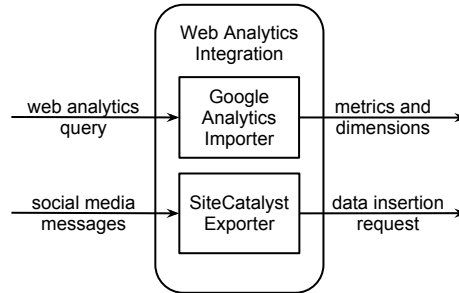 Web Analytics
Integration
web analytics
query
Google
Analytics
Importer
metrics and
dimensions
social media
messages
SiteCatalyst
Exporter
data insertion
request